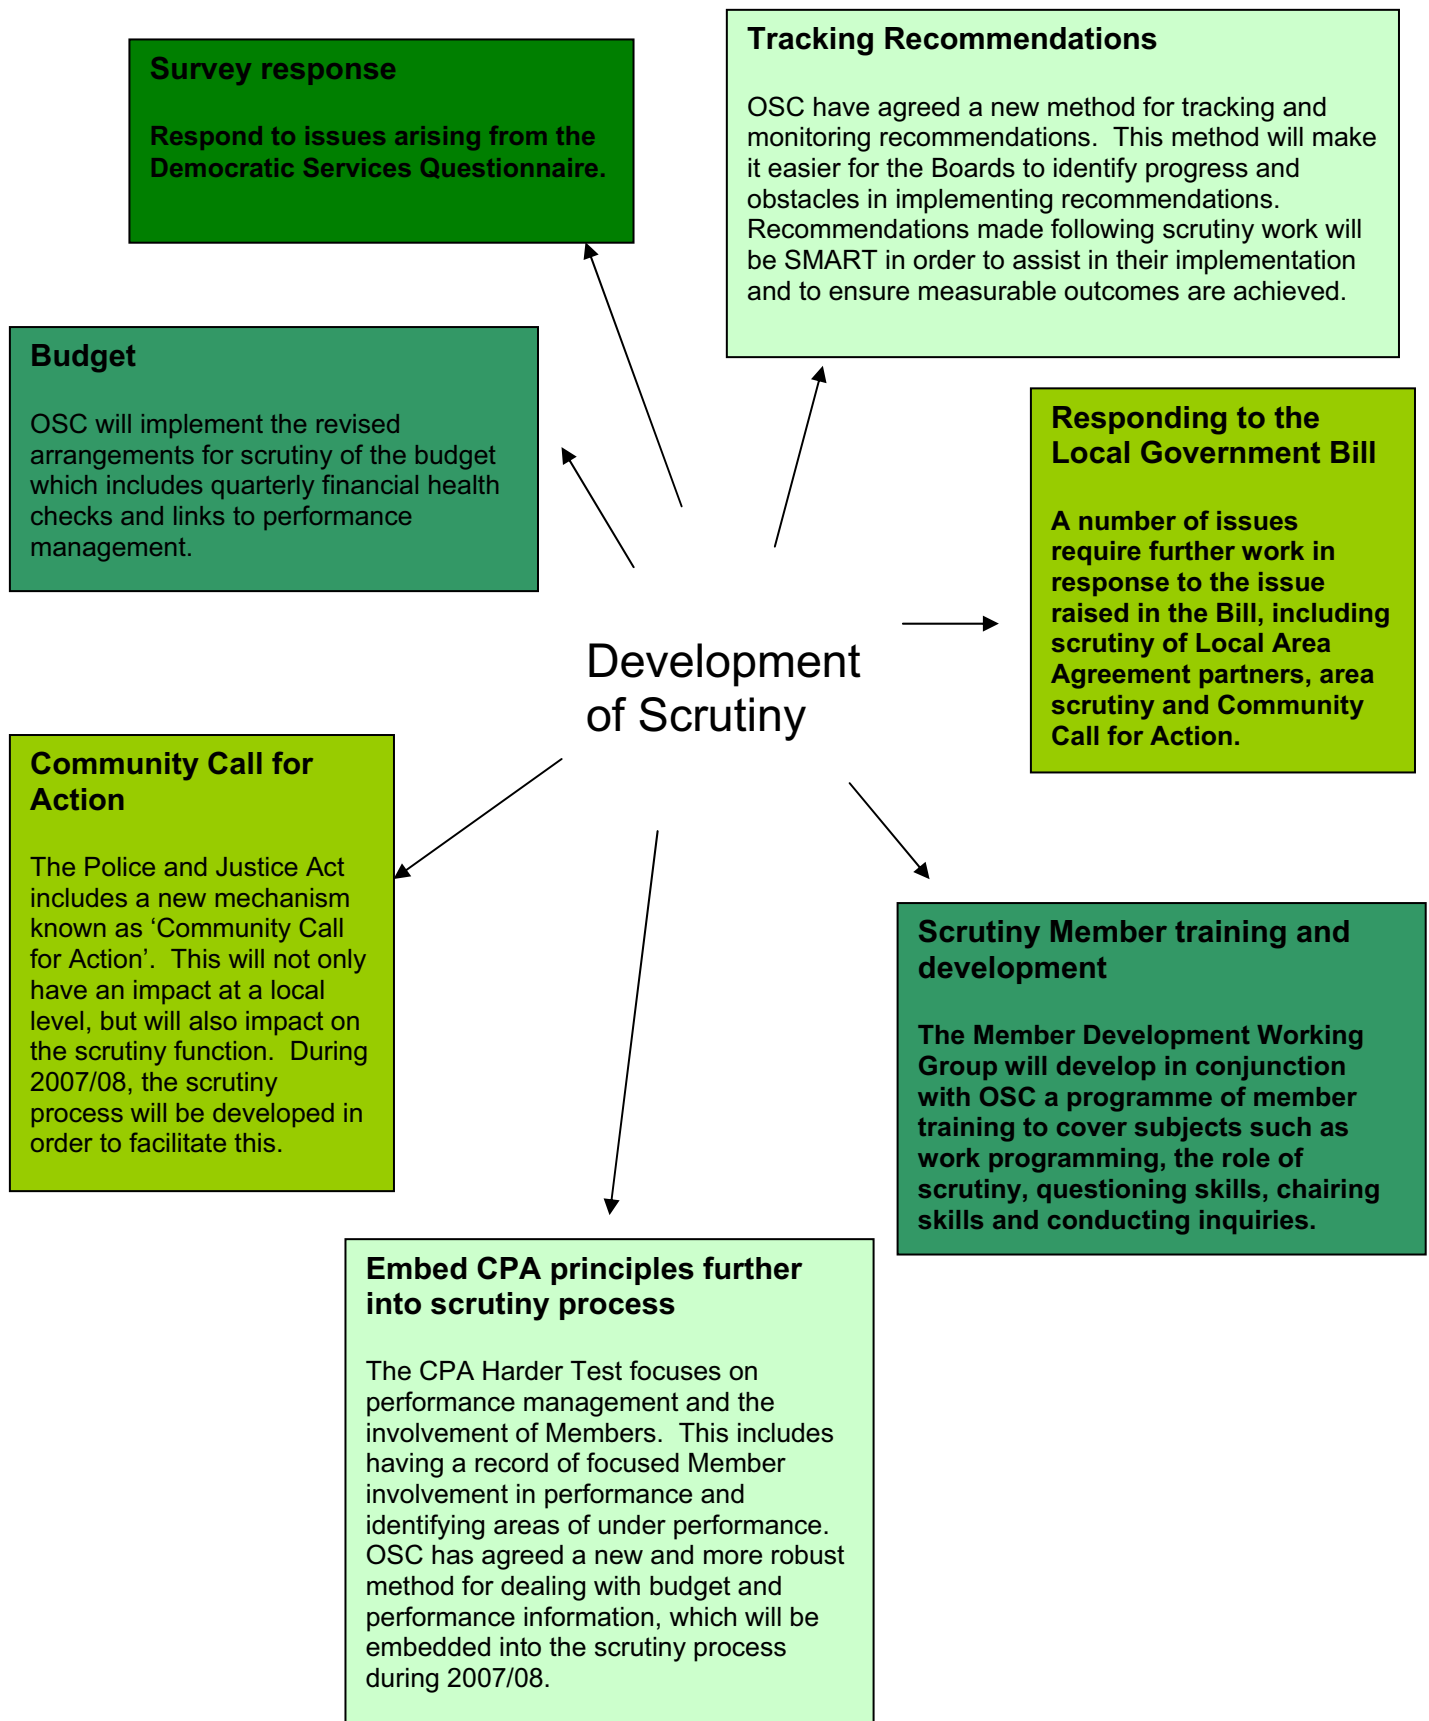 Survey response
Respond to issues arising from the
Democratic Services Questionnaire.
Tracking Recommendations
OSC have agreed a new method for tracking and
monitoring recommendations.  This method will make
it easier for the Boards to identify progress and
obstacles in implementing recommendations.
Recommendations made following scrutiny work will
be SMART in order to assist in their implementation
and to ensure measurable outcomes are achieved.
Budget
OSC will implement the revised
arrangements for scrutiny of the budget
which includes quarterly financial health
checks and links to performance
management.
Responding to the
Local Government Bill
A number of issues
require further work in
response to the issue
raised in the Bill, including
scrutiny of Local Area
Agreement partners, area
scrutiny and Community
Call for Action.
Development
of Scrutiny
Community Call for
Action
The Police and Justice Act
includes a new mechanism
known as ‘Community Call
for Action’.  This will not only
have an impact at a local
level, but will also impact on
the scrutiny function.  During
2007/08, the scrutiny
process will be developed in
order to facilitate this.
Scrutiny Member training and
development
The Member Development Working
Group will develop in conjunction
with OSC a programme of member
training to cover subjects such as
work programming, the role of
scrutiny, questioning skills, chairing
skills and conducting inquiries.
Embed CPA principles further
into scrutiny process
The CPA Harder Test focuses on
performance management and the
involvement of Members.  This includes
having a record of focused Member
involvement in performance and
identifying areas of under performance.
OSC has agreed a new and more robust
method for dealing with budget and
performance information, which will be
embedded into the scrutiny process
during 2007/08.